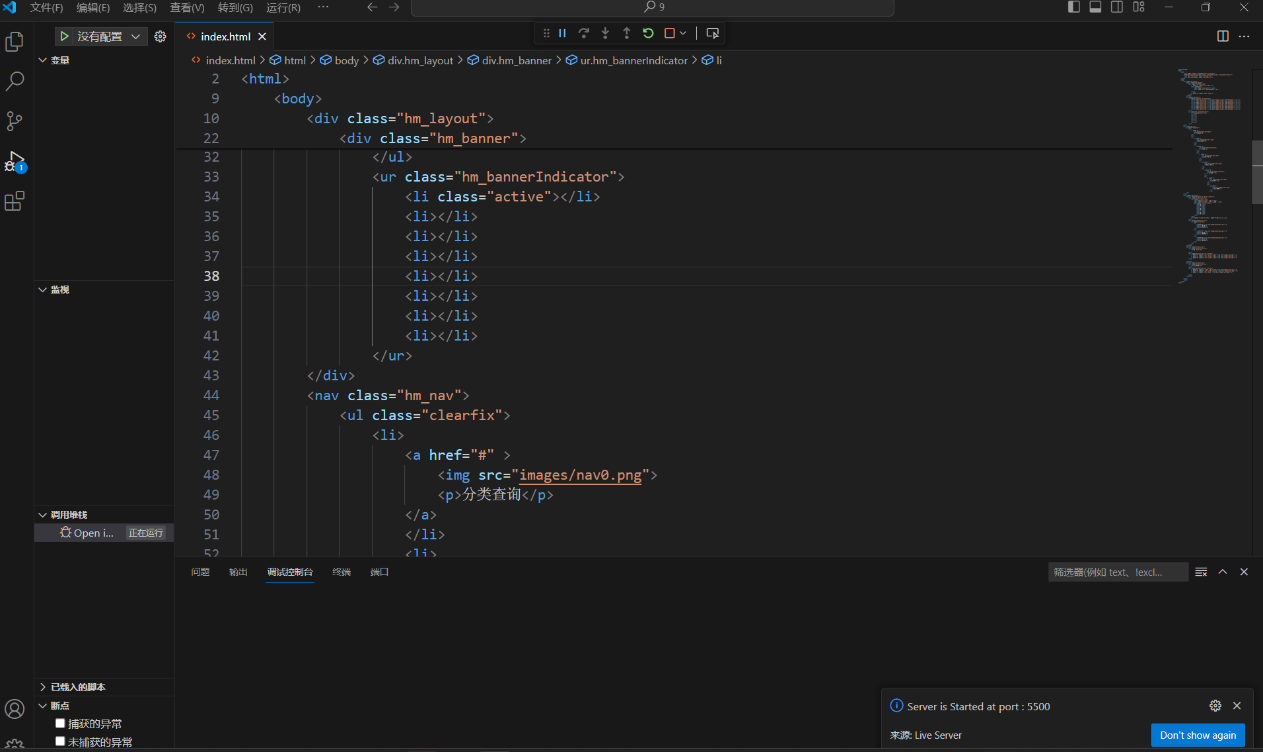 文件(F) 编辑(E) 选择(S) 查看(V) 转到(G) 运行(R) ··· 9
没有配置 index.html
变量
index.html > html > body > div.hm_layout > div.hm_banner > ur.hm_bannerIndicator > li
2 <html>
9 <body>
10 <div class="hm_layout">
22 <div class="hm_banner">
32 </ul>
33 <ur class="hm_bannerIndicator">
34 <li class="active"></li>
35 <li></li>
36 <li></li>
37 <li></li>
38 <li></li>
39 <li></li>
40 <li></li>
41 <li></li>
42 </ur>
43 </div>
44 <nav class="hm_nav">
45 <ul class="clearfix">
46 <li>
47 <a href="#" >
48 <img src="images/nav0.png">
49 <p>分类查询</p>
50 </a>
51 </li>
52 <li>
1
监视
调用堆栈
Open i... 正在运行
问题 输出 调试控制台 终端 端口 筛选器(例如 text、!excl...
已载入的脚本
断点
捕获的异常
未捕获的异常
Server is Started at port : 5500
来源: Live Server
Don't show again